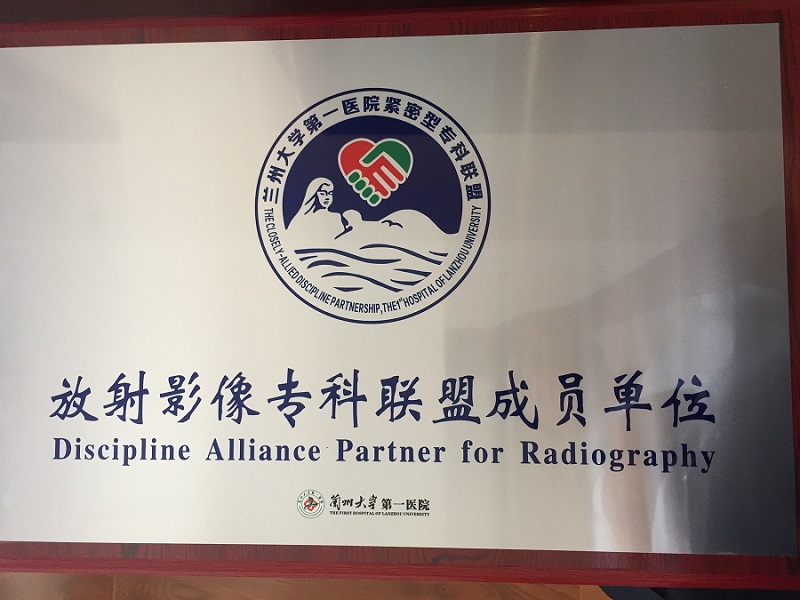 兰州大学第一医院紧密型专科联盟
THE CLOSELY-ALLIED DISCIPLINE PARTNERSHIP,THE 1st HOSPITAL OF LANZHOU UNIVERSITY
放射影像专科联盟成员单位
Discipline Alliance Partner for Radiography
蘭州大学第一医院
THE FIRST HOSPITAL OF LANZHOU UNIVERSITY